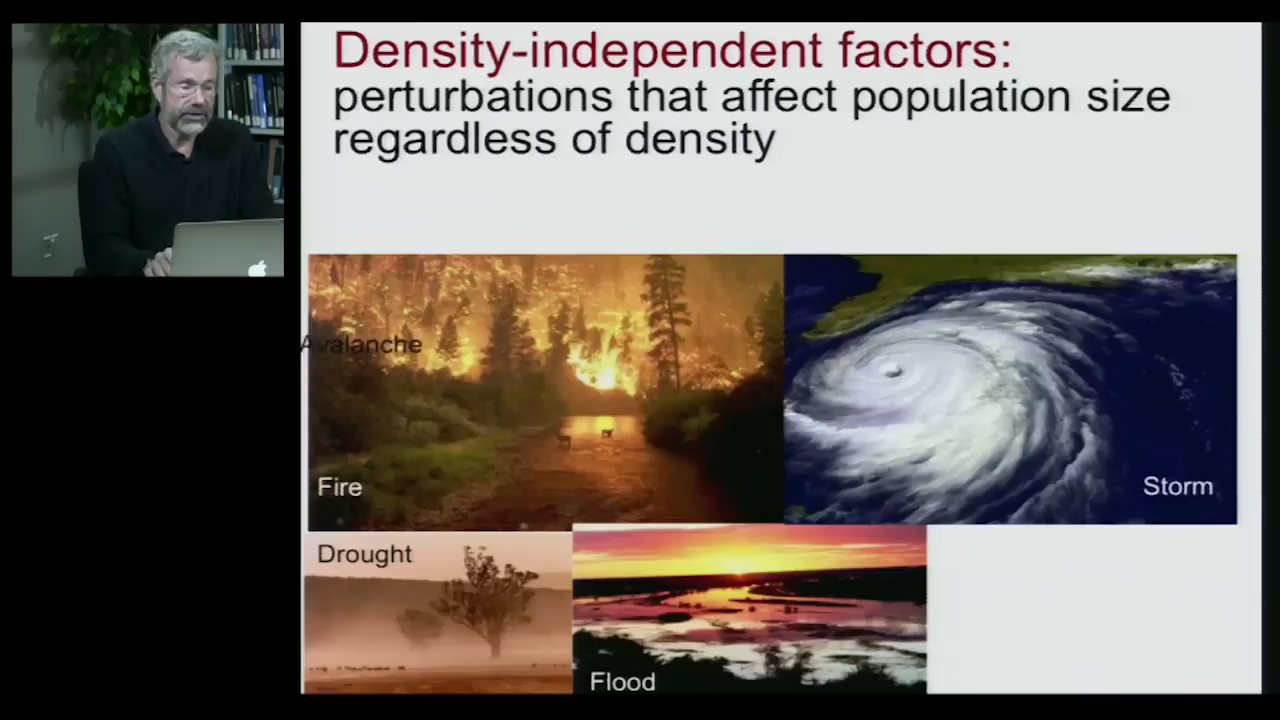 Density-independent factors:
perturbations that affect population size
regardless of density
Avalanche
Fire
Storm
Drought
Flood